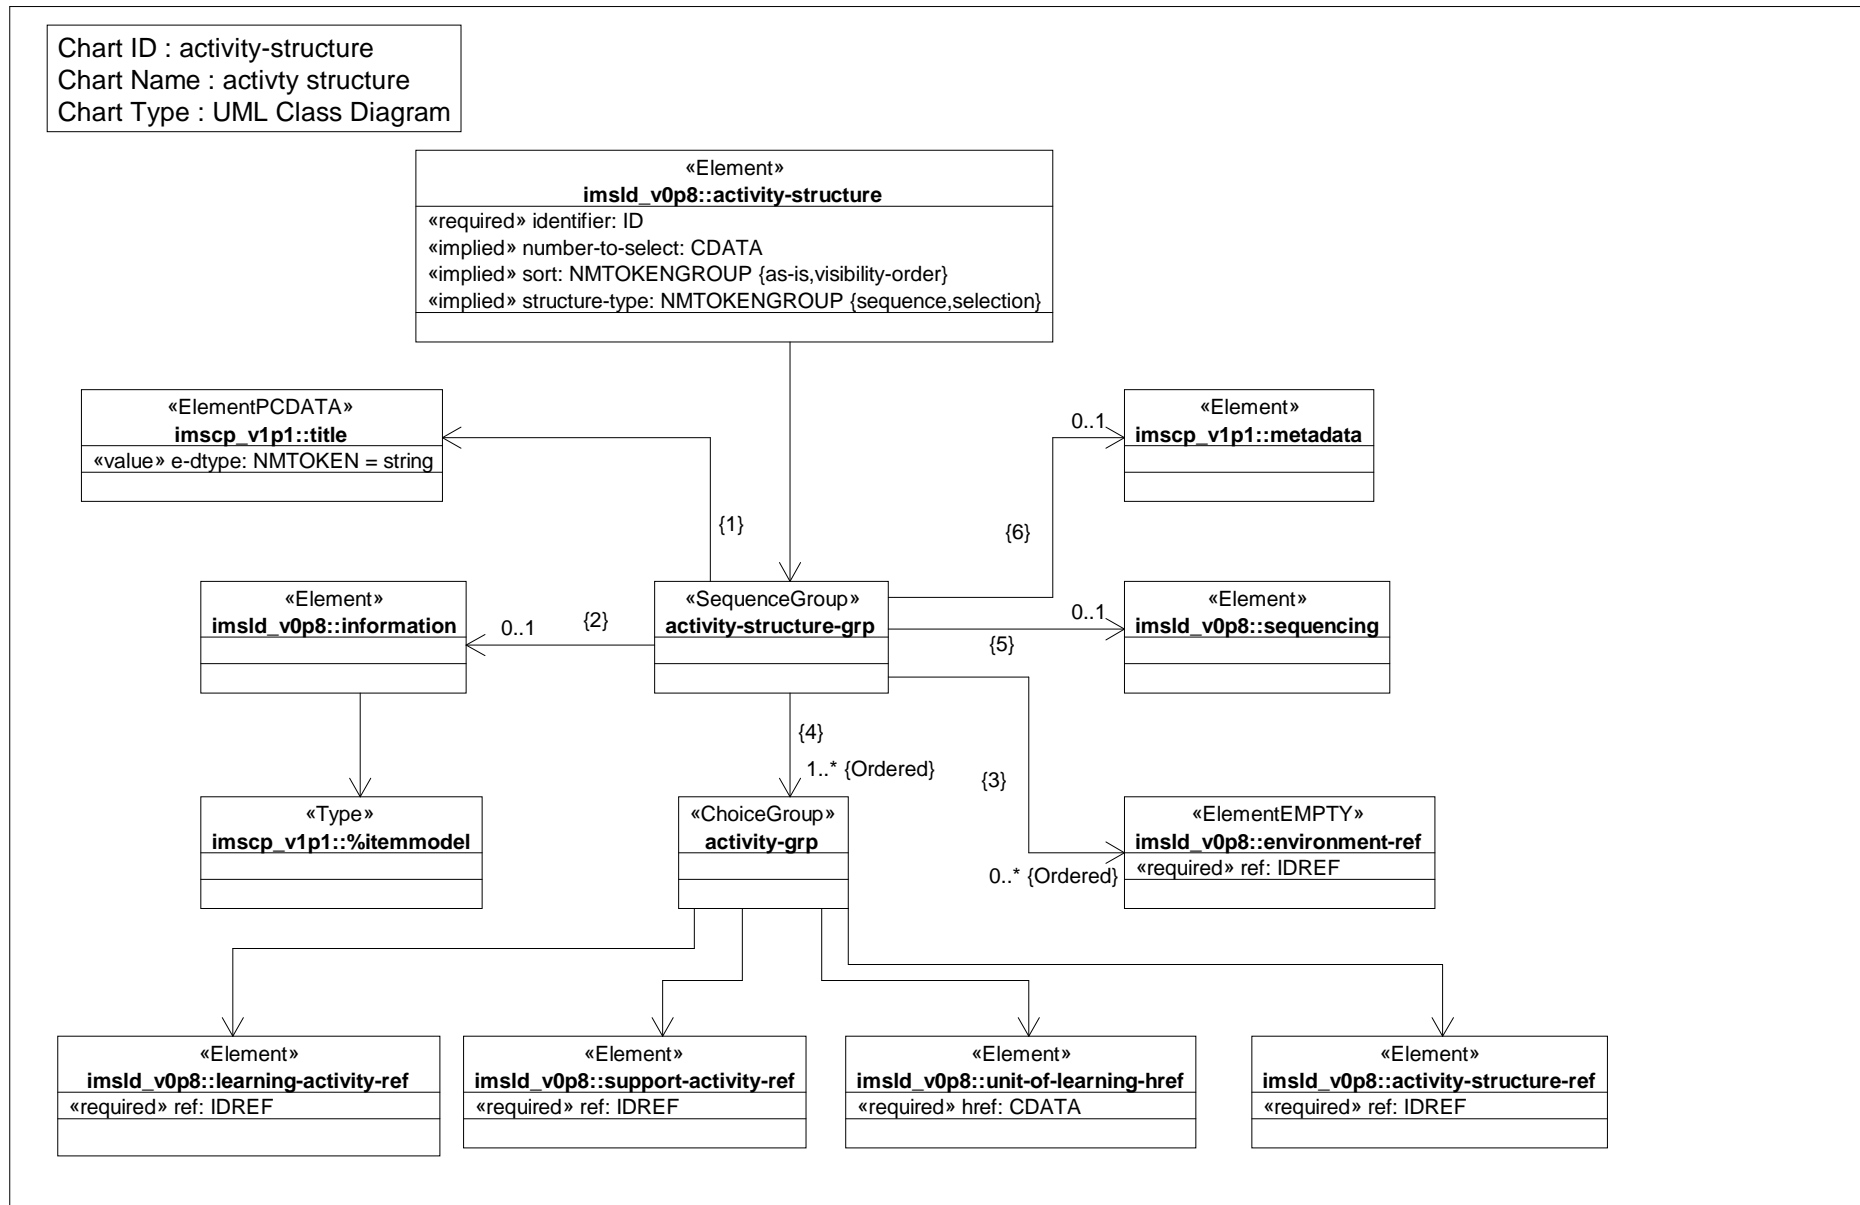 Chart ID : activity-structure
Chart Name : activty structure
Chart Type : UML Class Diagram
«Element»
imsld_v0p8::activity-structure
«required» identifier: ID
«implied» number-to-select: CDATA
«implied» sort: NMTOKENGROUP {as-is,visibility-order}
«implied» structure-type: NMTOKENGROUP {sequence,selection}
«ElementPCDATA»
imscp_v1p1::title
«value» e-dtype: NMTOKEN = string
{1}
{6}
0..1
«Element»
imscp_v1p1::metadata
«Element»
imsld_v0p8::information
0..1
{2}
«SequenceGroup»
activity-structure-grp
0..1
{5}
«Element»
imsld_v0p8::sequencing
{4}
1..* {Ordered}
{3}
0..* {Ordered}
«Type»
imscp_v1p1::%itemmodel
«ChoiceGroup»
activity-grp
«ElementEMPTY»
imsld_v0p8::environment-ref
«required» ref: IDREF
«Element»
imsld_v0p8::learning-activity-ref
«required» ref: IDREF
«Element»
imsld_v0p8::support-activity-ref
«required» ref: IDREF
«Element»
imsld_v0p8::unit-of-learning-href
«required» href: CDATA
«Element»
imsld_v0p8::activity-structure-ref
«required» ref: IDREF